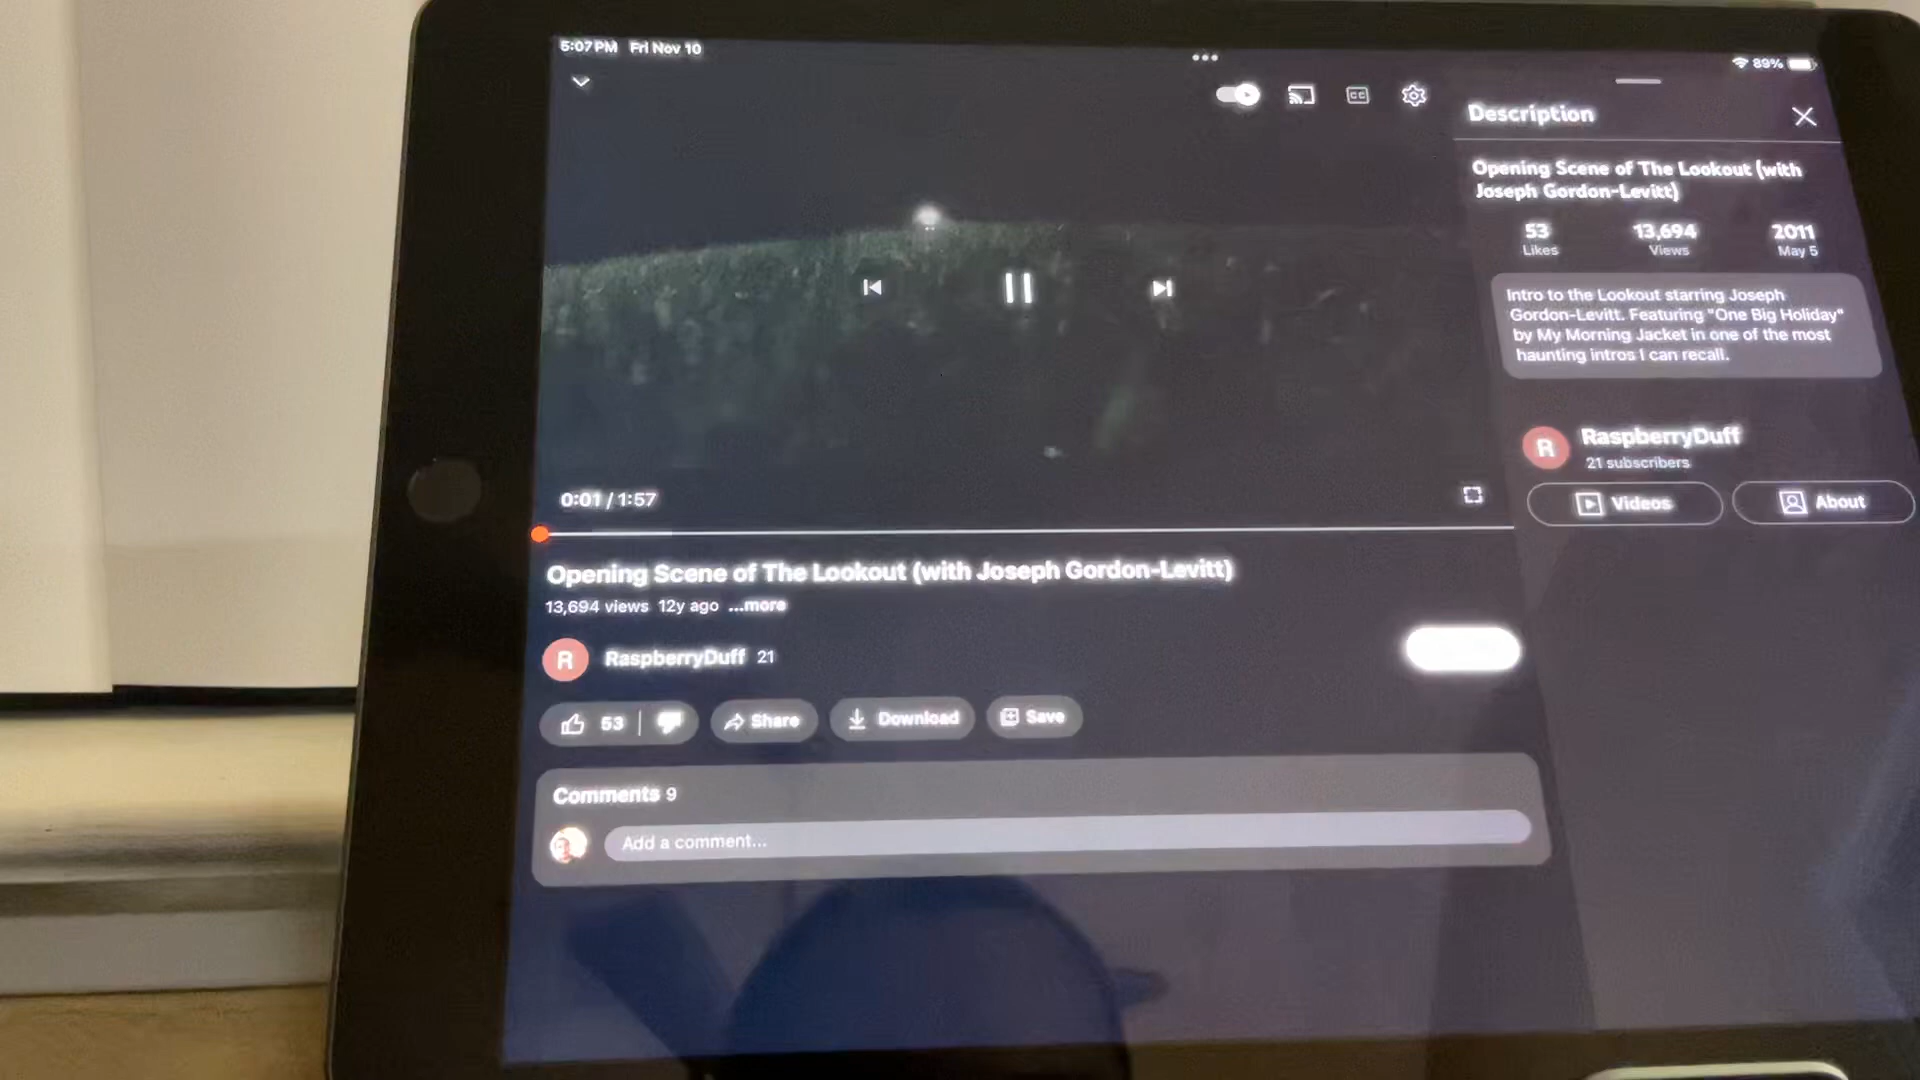 5:07 PM Fri Nov 10
89%
CC
0:01 / 1:57
Opening Scene of The Lookout (with Joseph Gordon-Levitt)
13,694 views 12y ago ...more
R RaspberryDuff 21
53 Share Download Save
Comments 9
Add a comment...
Description
Opening Scene of The Lookout (with
Joseph Gordon-Levitt)
53 13,694 2011
Likes Views May 5
Intro to the Lookout starring Joseph
Gordon-Levitt. Featuring "One Big Holiday"
by My Morning Jacket in one of the most
haunting intros I can recall.
R RaspberryDuff
21 subscribers
Videos About